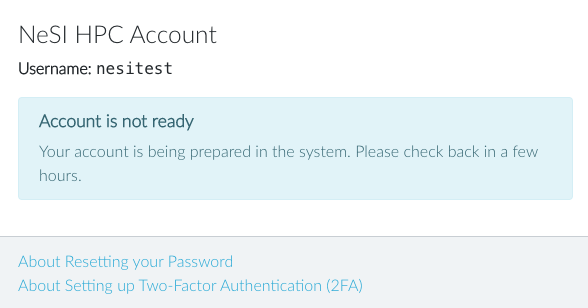 NeSI HPC Account
Username: nesitest
Account is not ready
Your account is being prepared in the system. Please check back in a few
hours.
About Resetting your Password
About Setting up Two-Factor Authentication (2FA)